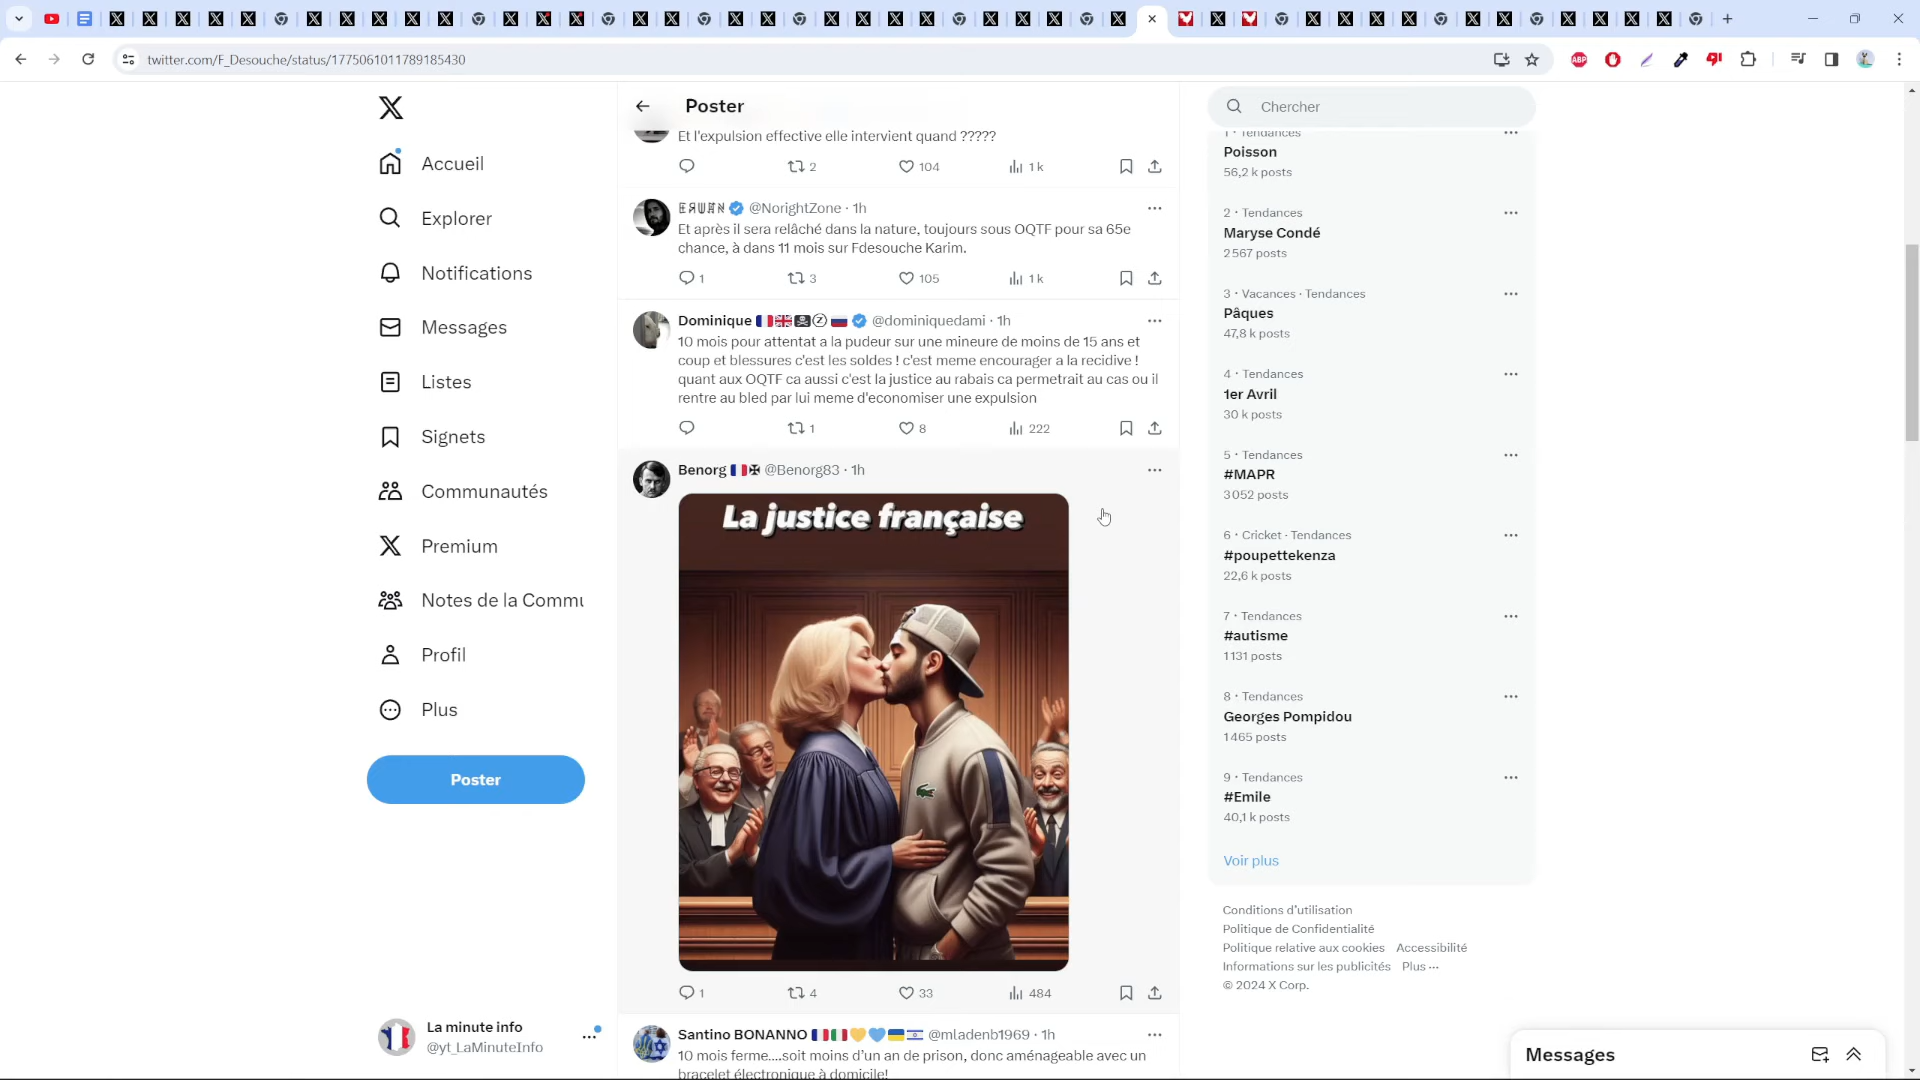 twitter.com/F_Desouche/status/1775061011789185430
ABP
Accueil
Explorer
Notifications
Messages
Listes
Signets
Communautés
Premium
Notes de la Commu
Profil
Plus
Poster
La minute info
@yt_LaMinuteInfo
Poster
Et l'expulsion effective elle intervient quand ?????
2
104
1 k
@NorightZone · 1h
Et après il sera relâché dans la nature, toujours sous OQTF pour sa 65e
chance, à dans 11 mois sur Fdesouche Karim.
1
3
105
1 k
Dominique @dominiquedami · 1h
10 mois pour attentat a la pudeur sur une mineure de moins de 15 ans et
coup et blessures c'est les soldes ! c'est meme encourager a la recidive !
quant aux OQTF ca aussi c'est la justice au rabais ca permetrait au cas ou il
rentre au bled par lui meme d'economiser une expulsion
1
8
222
Benorg @Benorg83 · 1h
La justice française
1
4
33
484
Santino BONANNO @mladenb1969 · 1h
10 mois ferme....soit moins d'un an de prison, donc aménageable avec un
bracelet électronique à domicile!
Chercher
1 · Tendances
Poisson
56,2 k posts
2 · Tendances
Maryse Condé
2 567 posts
3 · Vacances · Tendances
Pâques
47,8 k posts
4 · Tendances
1er Avril
30 k posts
5 · Tendances
#MAPR
3 052 posts
6 · Cricket · Tendances
#poupettekenza
22,6 k posts
7 · Tendances
#autisme
1 131 posts
8 · Tendances
Georges Pompidou
1 465 posts
9 · Tendances
#Emile
40,1 k posts
Voir plus
Conditions d'utilisation
Politique de Confidentialité
Politique relative aux cookies Accessibilité
Informations sur les publicités Plus ···
© 2024 X Corp.
Messages